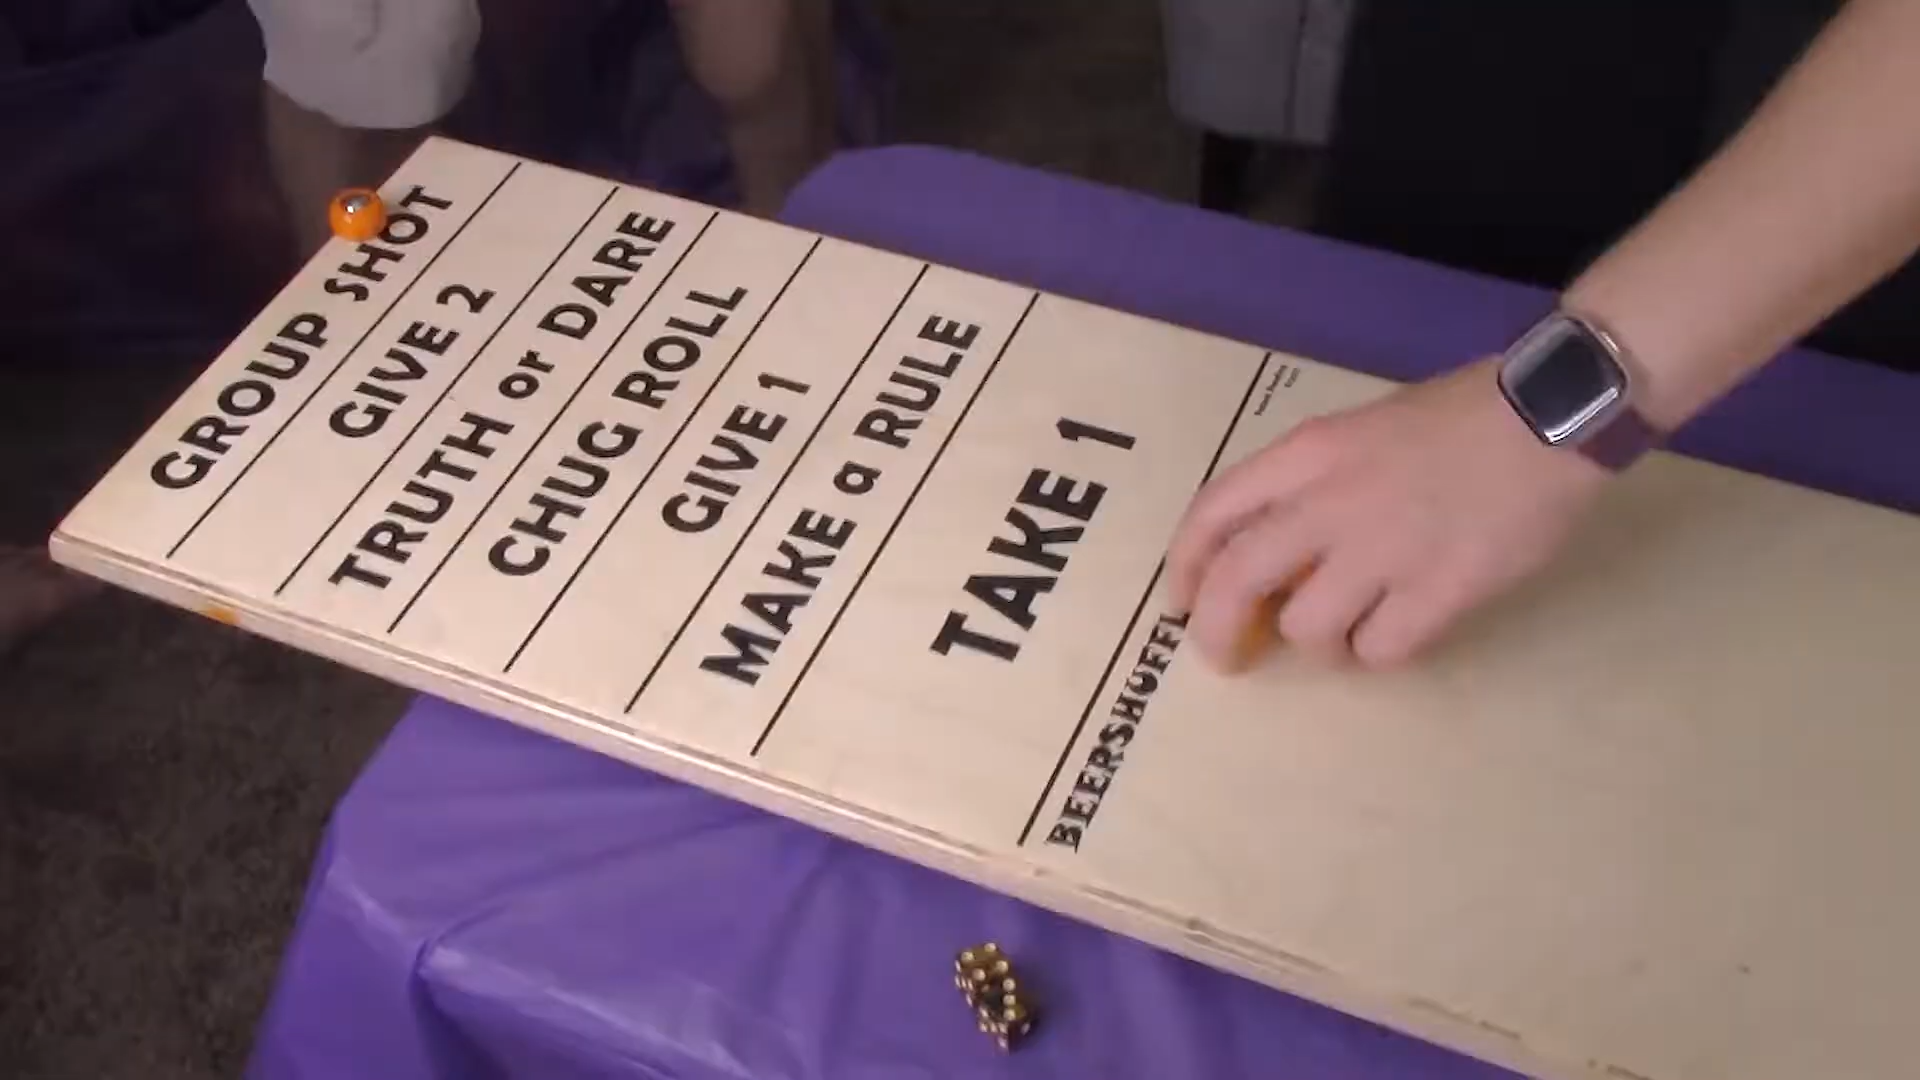 GROUP SHOT
GIVE 2
TRUTH or DARE
CHUG ROLL
GIVE 1
MAKE a RULE
TAKE 1
BEERSHUFFL